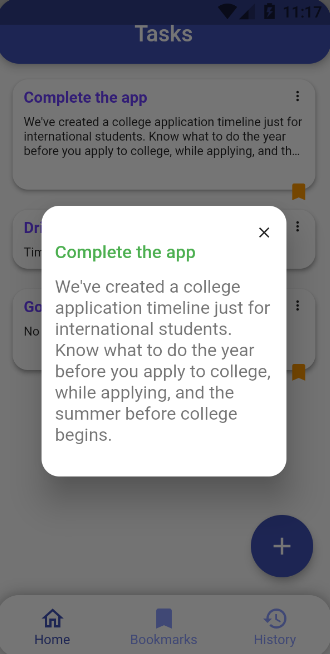 11:17
Tasks
Complete the app
We've created a college application timeline just for
international students. Know what to do the year
before you apply to college, while applying, and th...
Dri
Tim
Go
No
Complete the app
We've created a college
application timeline just for
international students.
Know what to do the year
before you apply to college,
while applying, and the
summer before college
begins.
Home
Bookmarks
History